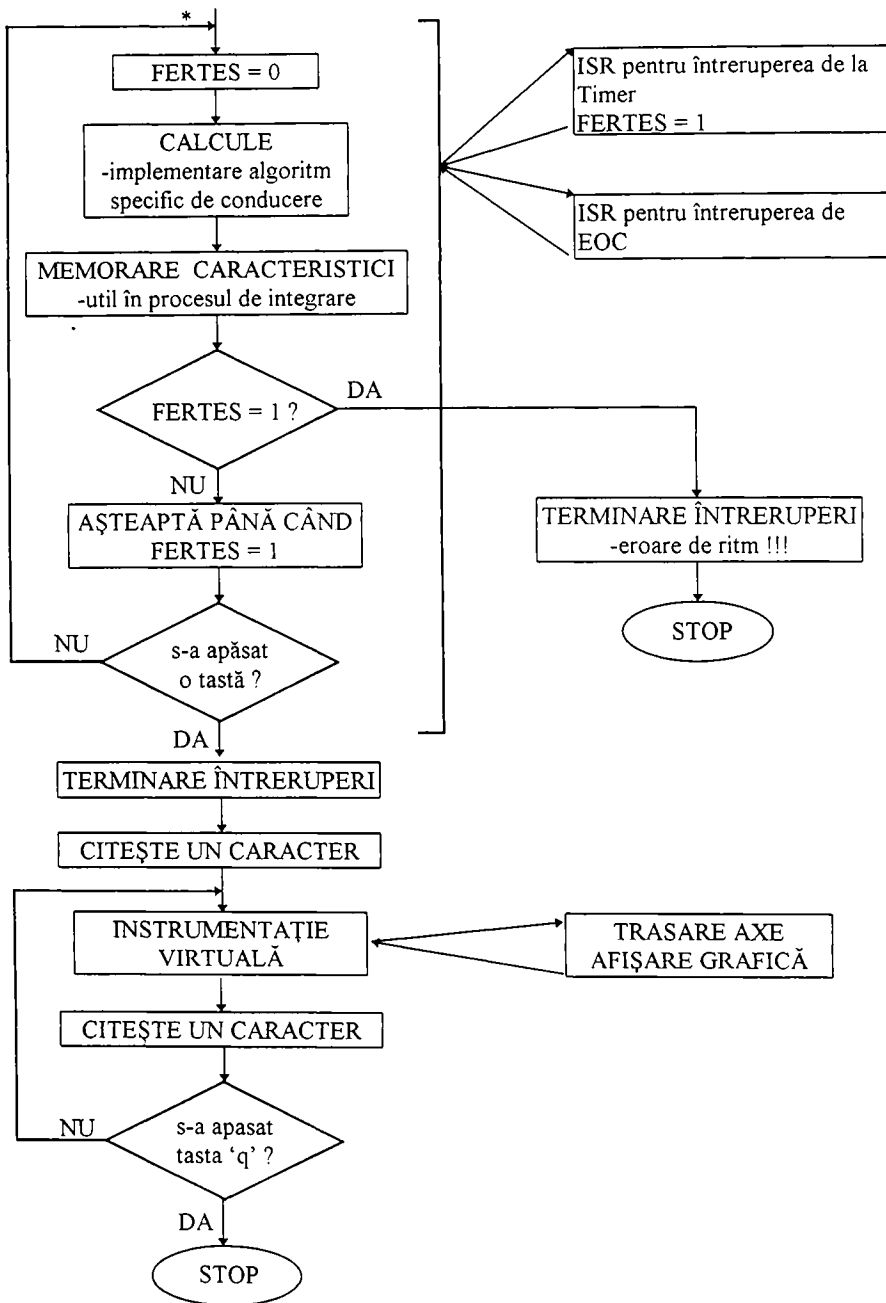 *
FERTES = 0
CALCULE
-implementare algoritm
specific de conducere
MEMORARE CARACTERISTICI
-util în procesul de integrare
FERTES = 1 ?
DA
NU
AŞTEAPTĂ PÂNĂ CÂND
FERTES = 1
s-a apăsat
o tastă ?
NU
DA
ISR pentru întreruperea de la
Timer
FERTES = 1
ISR pentru întreruperea de
EOC
TERMINARE ÎNTRERUPERI
-eroare de ritm !!!
STOP
TERMINARE ÎNTRERUPERI
CITEŞTE UN CARACTER
INSTRUMENTAŢIE
VIRTUALĂ
TRASARE AXE
AFIŞARE GRAFICĂ
CITEŞTE UN CARACTER
NU
s-a apasat
tasta ‘q’ ?
DA
STOP